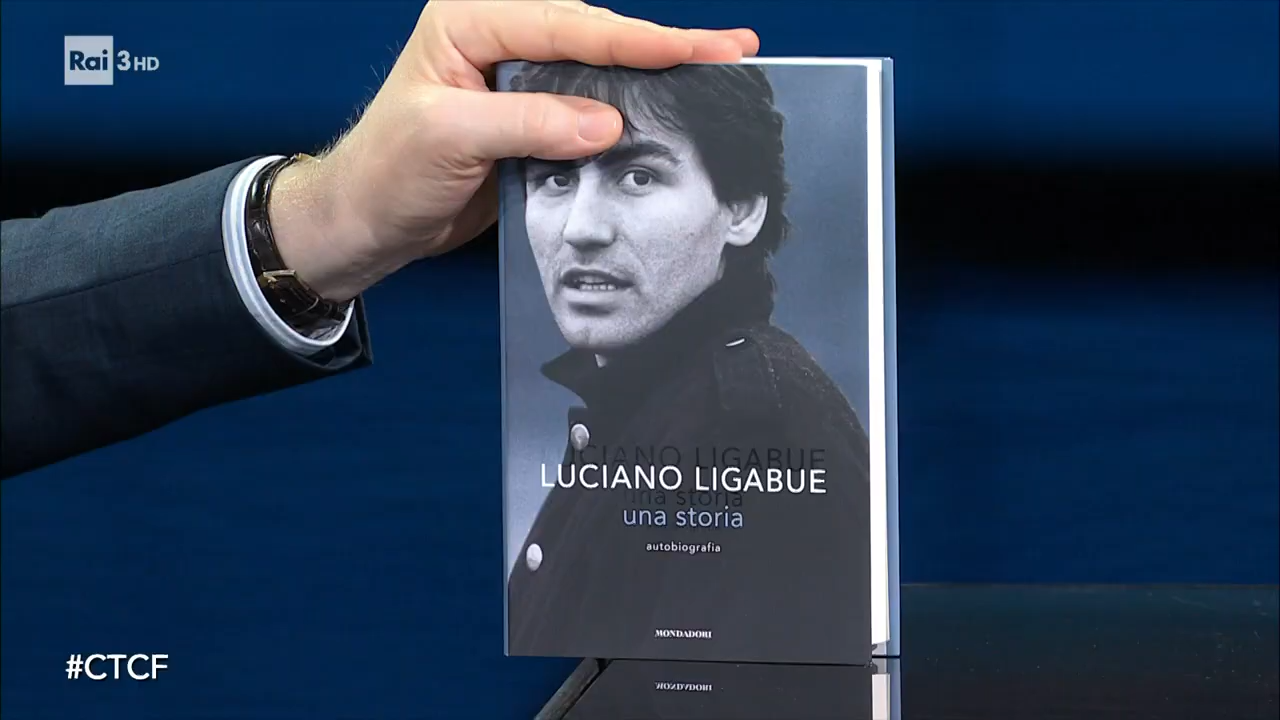 Rai 3 HD
LUCIANO LIGABUE
una storia
autobiografia
MONDADORI
#CTCF